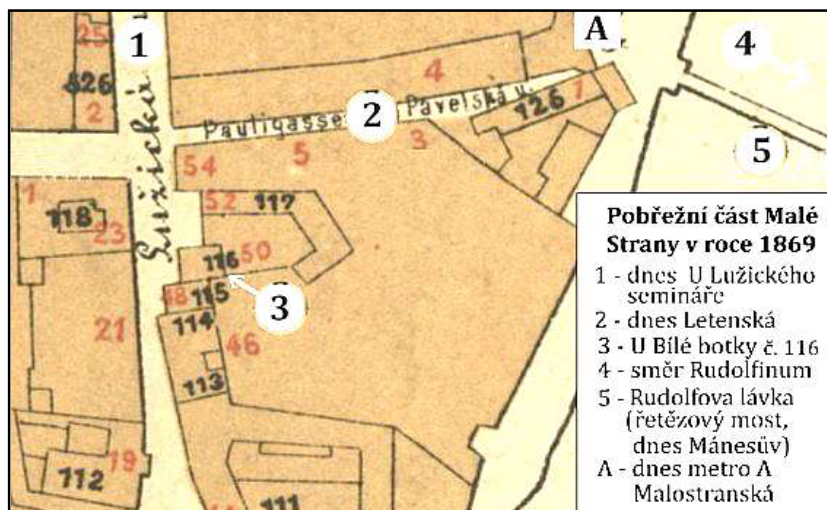 25
1
A
4
826
4
2
Lužická
Pauligasse
2
Pavelská u.
126
1
3
54
5
5
1
52
117
118
23
116
50
48
115
3
114
21
46
113
19
112
111
Pobřežní část Malé
Strany v roce 1869
1 - dnes U Lužického
semináře
2 - dnes Letenská
3 - U Bílé botky č. 116
4 - směr Rudolfinum
5 - Rudolfova lávka
(řetězový most,
dnes Mánesův)
A - dnes metro A
Malostranská